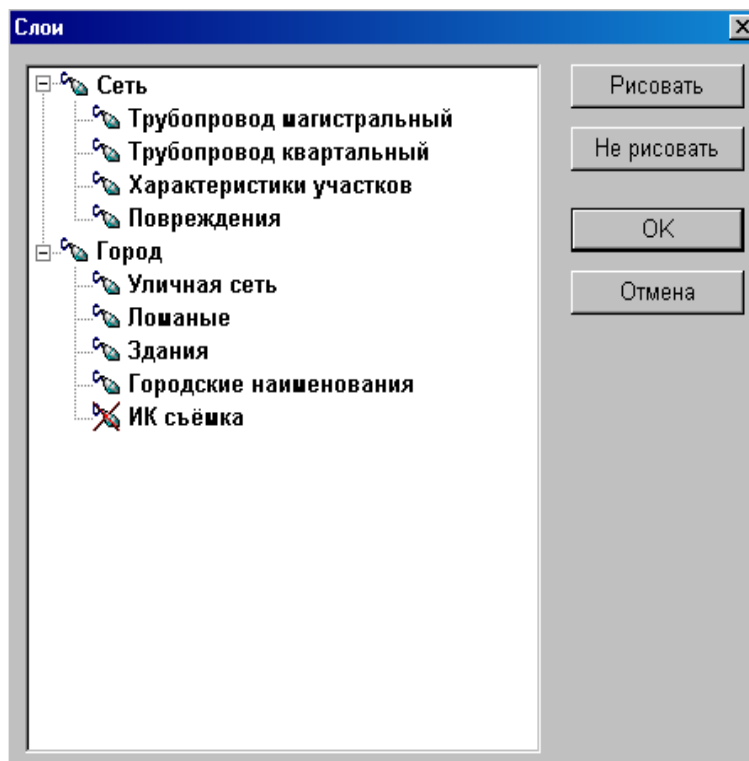 Слои
Сеть
Трубопровод магистральный
Трубопровод квартальный
Характеристики участков
Повреждения
Город
Уличная сеть
Ломаные
Здания
Городские наименования
ИК съёмка
Рисовать
Не рисовать
OK
Отмена